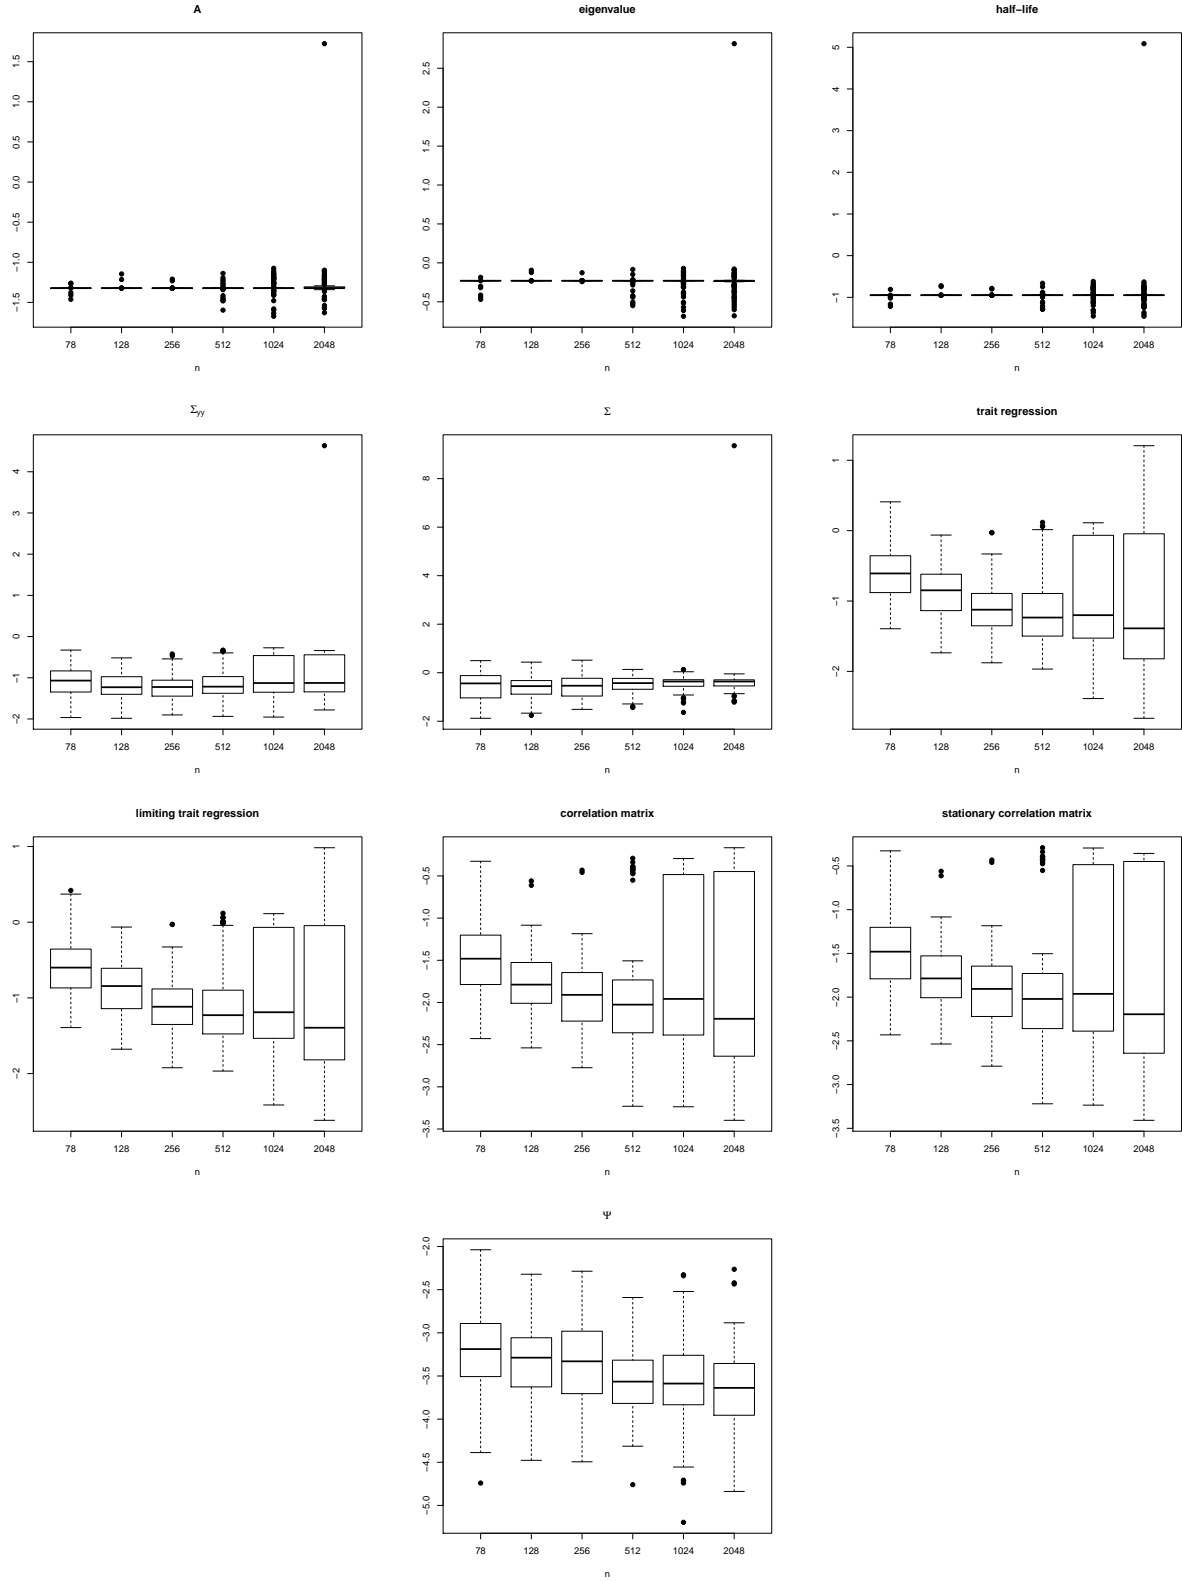 A
eigenvalue
half−life
1.5
1.0
0.5
0.0
−0.5
−1.0
−1.5
78 128 256 512 1024 2048
n
2.5
2.0
1.5
1.0
0.5
0.0
−0.5
78 128 256 512 1024 2048
n
5
4
3
2
1
0
−1
78 128 256 512 1024 2048
n
Σyy
Σ
trait regression
4
3
2
1
0
−1
−2
78 128 256 512 1024 2048
n
8
6
4
2
0
−2
78 128 256 512 1024 2048
n
1
0
−1
−2
78 128 256 512 1024 2048
n
limiting trait regression
correlation matrix
stationary correlation matrix
1
0
−1
−2
78 128 256 512 1024 2048
n
−0.5
−1.0
−1.5
−2.0
−2.5
−3.0
−3.5
78 128 256 512 1024 2048
n
−0.5
−1.0
−1.5
−2.0
−2.5
−3.0
−3.5
78 128 256 512 1024 2048
n
Ψ
−2.0
−2.5
−3.0
−3.5
−4.0
−4.5
−5.0
78 128 256 512 1024 2048
n